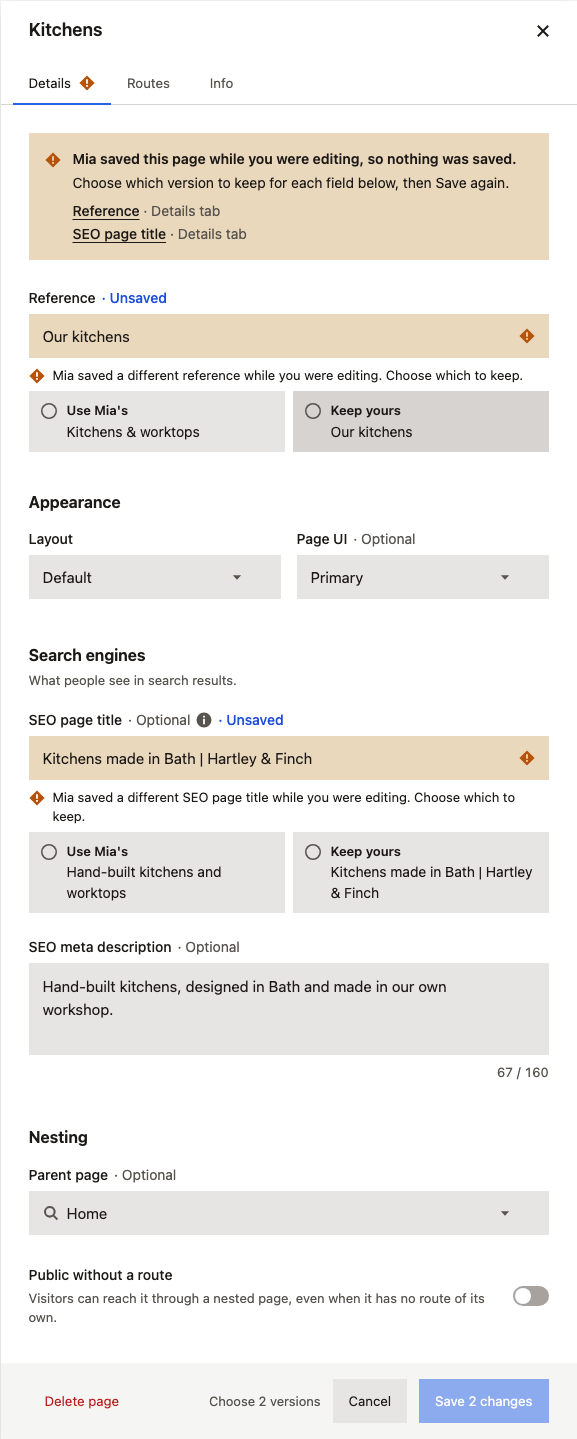 Kitchens
Details
Routes
Info
Mia saved this page while you were editing, so nothing was saved.
Choose which version to keep for each field below, then Save again.
Reference · Details tab
SEO page title · Details tab
Reference · Unsaved
Our kitchens
Mia saved a different reference while you were editing. Choose which to keep.
Use Mia's
Kitchens & worktops
Keep yours
Our kitchens
Appearance
Layout
Page UI · Optional
Default
Primary
Search engines
What people see in search results.
SEO page title · Optional · Unsaved
Kitchens made in Bath | Hartley & Finch
Mia saved a different SEO page title while you were editing. Choose which to
keep.
Use Mia's
Hand-built kitchens and
worktops
Keep yours
Kitchens made in Bath | Hartley
& Finch
SEO meta description · Optional
Hand-built kitchens, designed in Bath and made in our own
workshop.
67 / 160
Nesting
Parent page · Optional
Home
Public without a route
Visitors can reach it through a nested page, even when it has no route of its
own.
Delete page
Choose 2 versions
Cancel
Save 2 changes